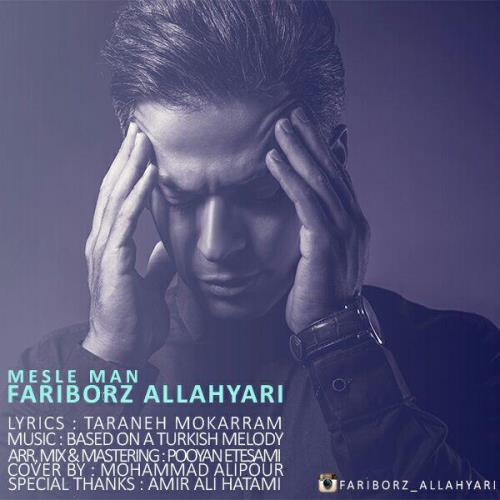 MESLE MAN
FARIBORZ ALLAHYARI
LYRICS : TARANEH MOKARRAM
MUSIC : BASED ON A TURKISH MELODY
ARR, MIX & MASTERING : POOYAN ETESAMI
COVER BY : MOHAMMAD ALIPOUR
SPECIAL THANKS : AMIR ALI HATAMI
FARIBORZ_ALLAHYARI